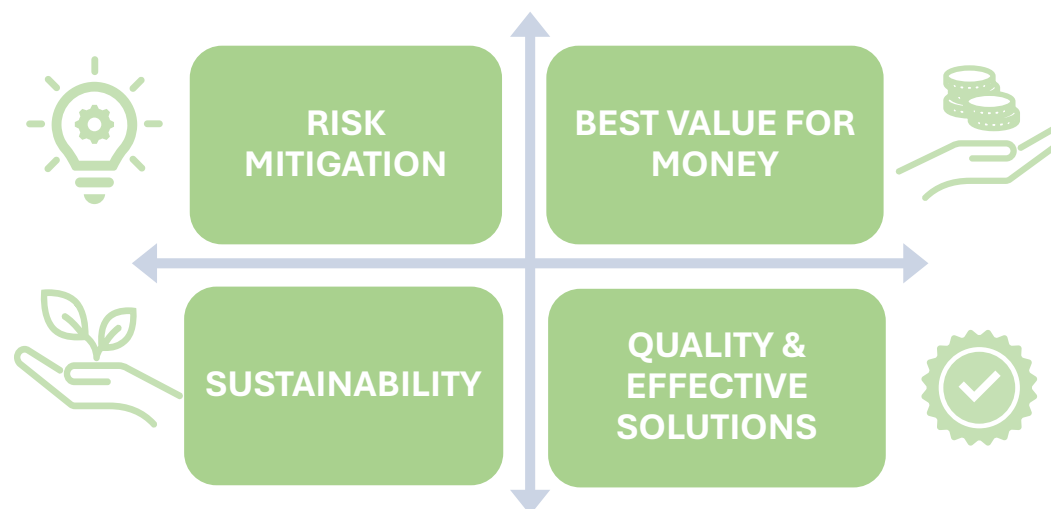 RISK
MITIGATION
BEST VALUE FOR
MONEY
SUSTAINABILITY
QUALITY &
EFFECTIVE
SOLUTIONS